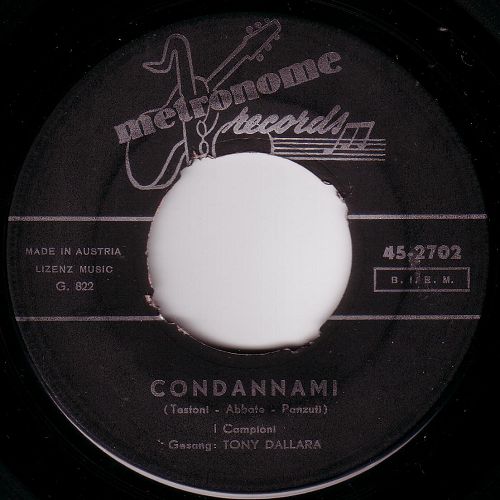 metronome
records
MADE IN AUSTRIA
LIZENZ MUSIC
G. 822
45-2702
B. I. E. M.
CONDANNAMI
(Testoni - Abbate - Panzuti)
I Campioni
Gesang: TONY DALLARA